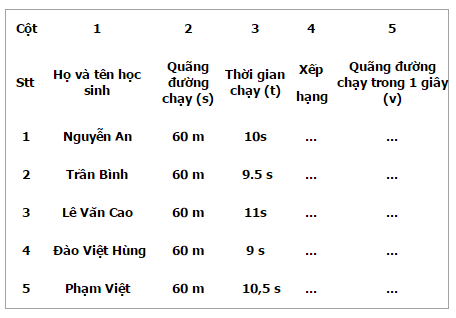 Cột 1 2 3 4 5
Stt Họ và tên học sinh Quãng đường chạy (s) Thời gian chạy (t) Xếp hạng Quãng đường chạy trong 1 giây (v)
1 Nguyễn An 60 m 10s ... ...
2 Trần Bình 60 m 9.5 s ... ...
3 Lê Văn Cao 60 m 11s ... ...
4 Đào Việt Hùng 60 m 9 s ... ...
5 Phạm Việt 60 m 10,5 s ... ...